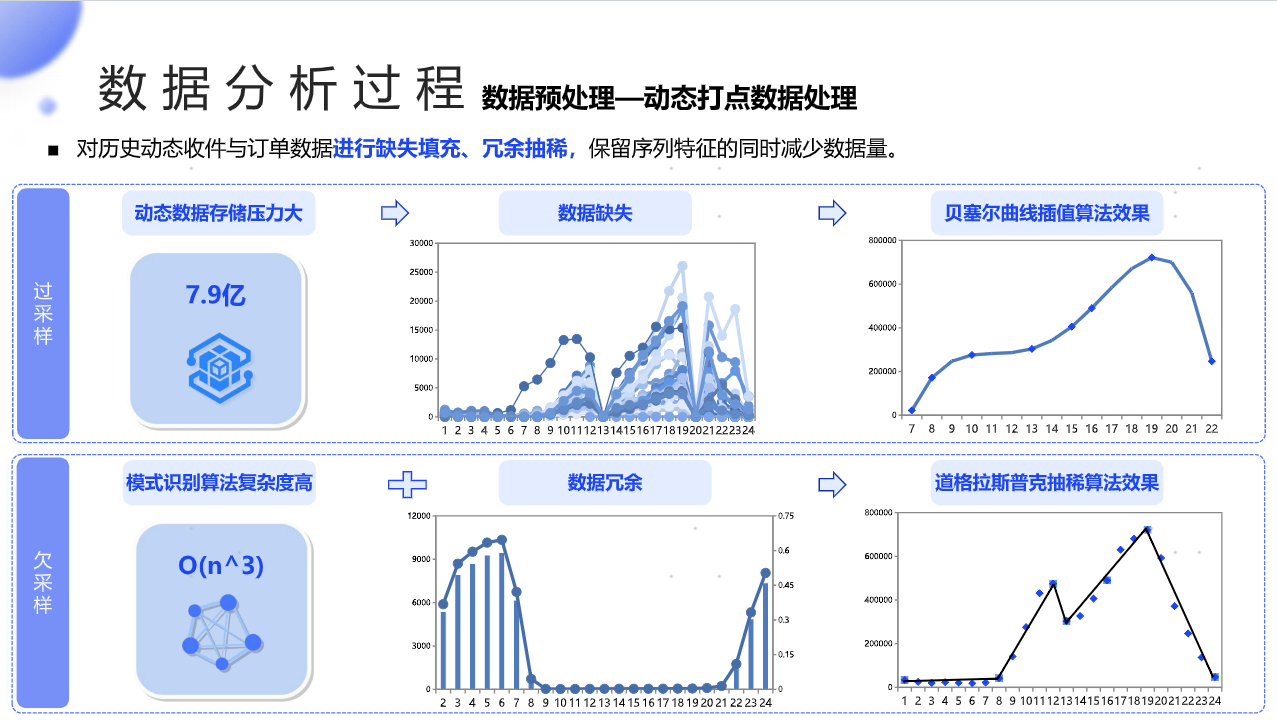 数据分析过程 数据预处理—动态打点数据处理
■ 对历史动态收件与订单数据进行缺失填充、冗余抽稀，保留序列特征的同时减少数据量。
过采样
动态数据存储压力大
7.9亿
数据缺失
30000
25000
20000
15000
10000
5000
0
1 2 3 4 5 6 7 8 9 10 11 12 13 14 15 16 17 18 19 20 21 22 23 24
贝塞尔曲线插值算法效果
800000
600000
400000
200000
0
7 8 9 10 11 12 13 14 15 16 17 18 19 20 21 22
欠采样
模式识别算法复杂度高
O(n^3)
数据冗余
12000
9000
6000
3000
0
0.75
0.6
0.45
0.3
0.15
0
2 3 4 5 6 7 8 9 10 11 12 13 14 15 16 17 18 19 20 21 22 23 24
道格拉斯普克抽稀算法效果
800000
600000
400000
200000
0
1 2 3 4 5 6 7 8 9 10 11 12 13 14 15 16 17 18 19 20 21 22 23 24